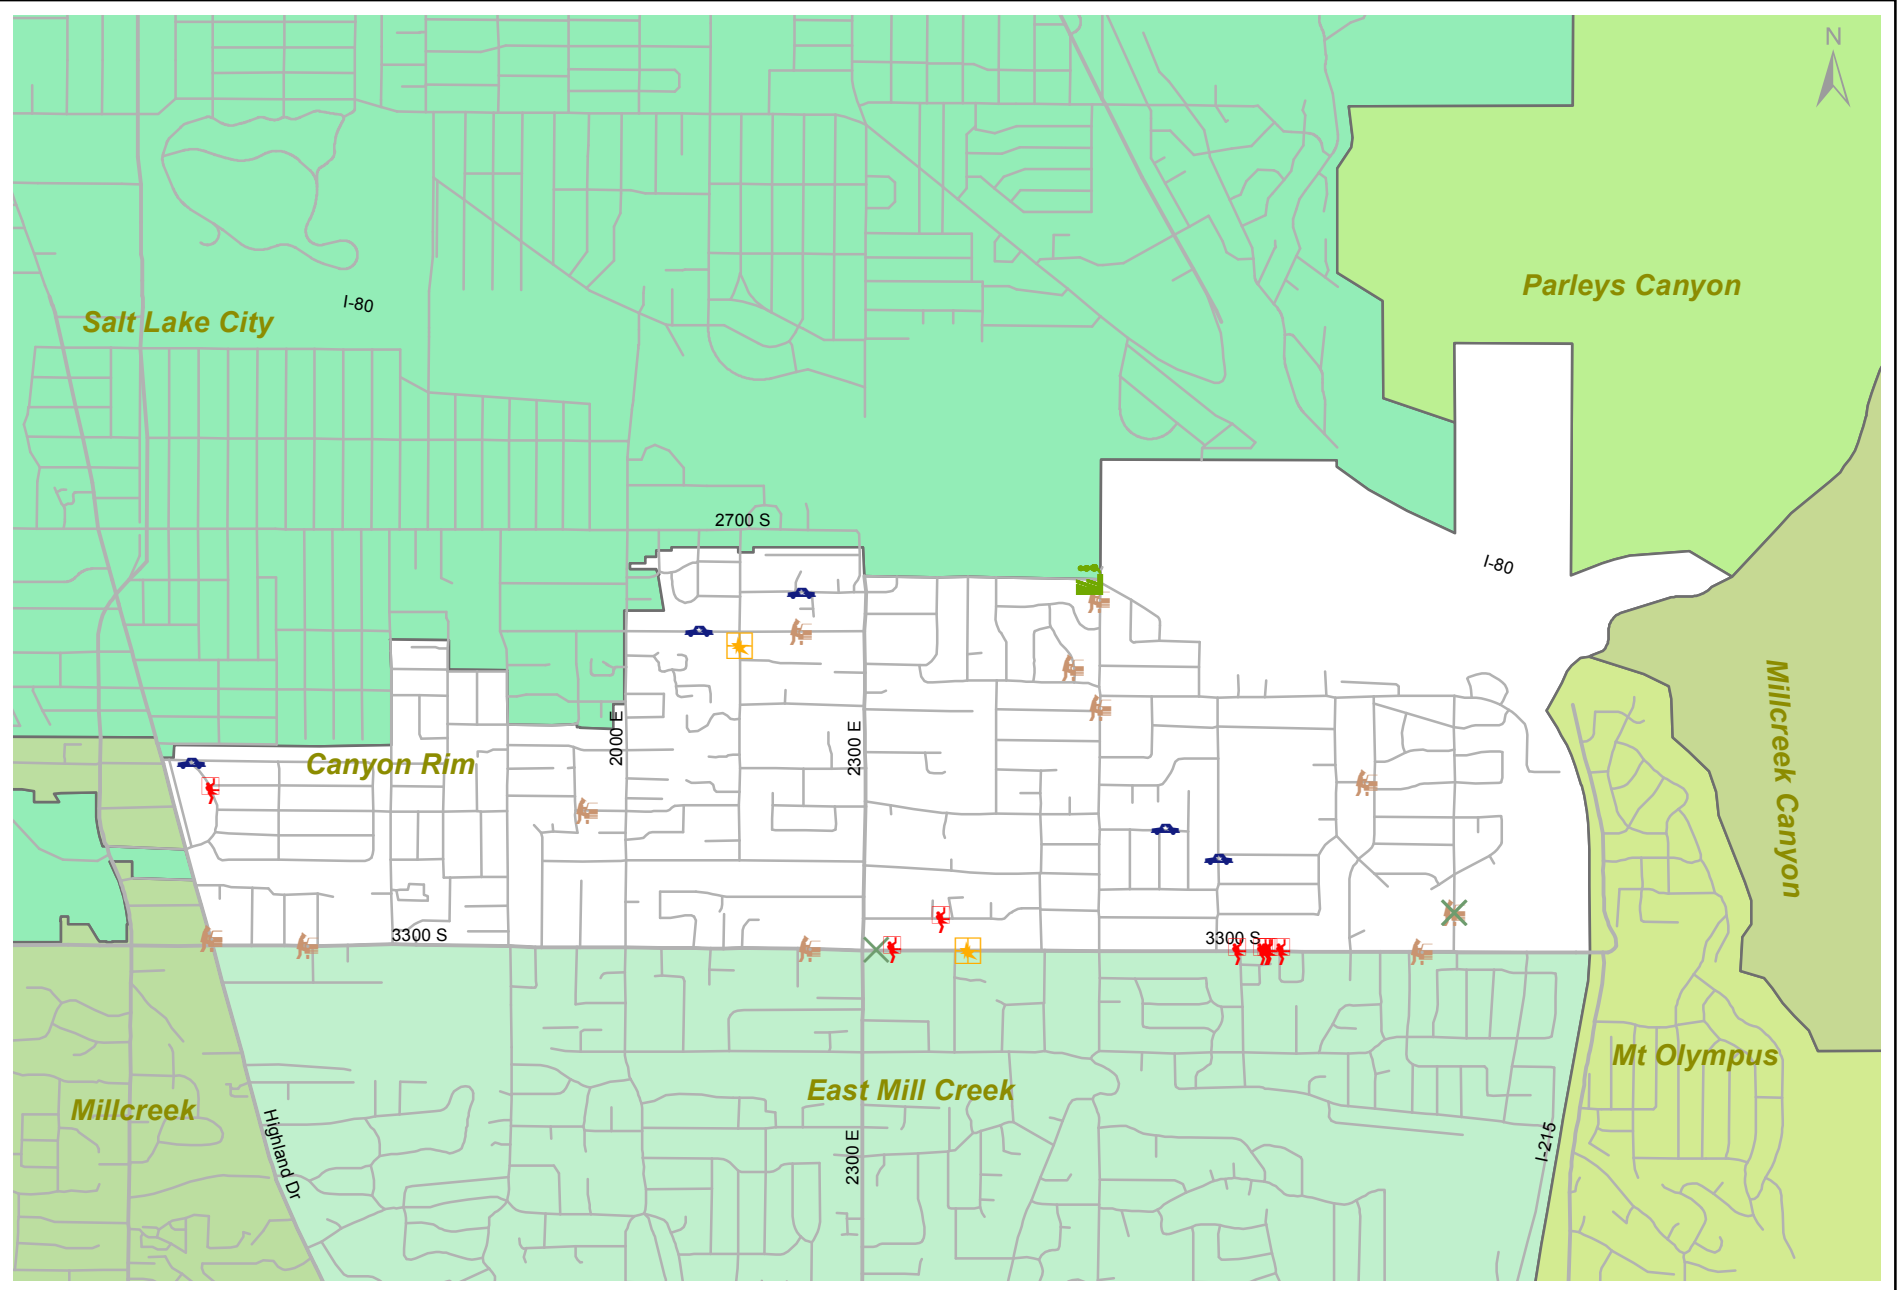 N
Parleys Canyon
I-80
Salt Lake City
2700 S
I-80
Millcreek Canyon
2000 E
2300 E
Canyon Rim
3300 S
3300 S
Mt Olympus
East Mill Creek
Millcreek
Highland Dr
2300 E
I-215